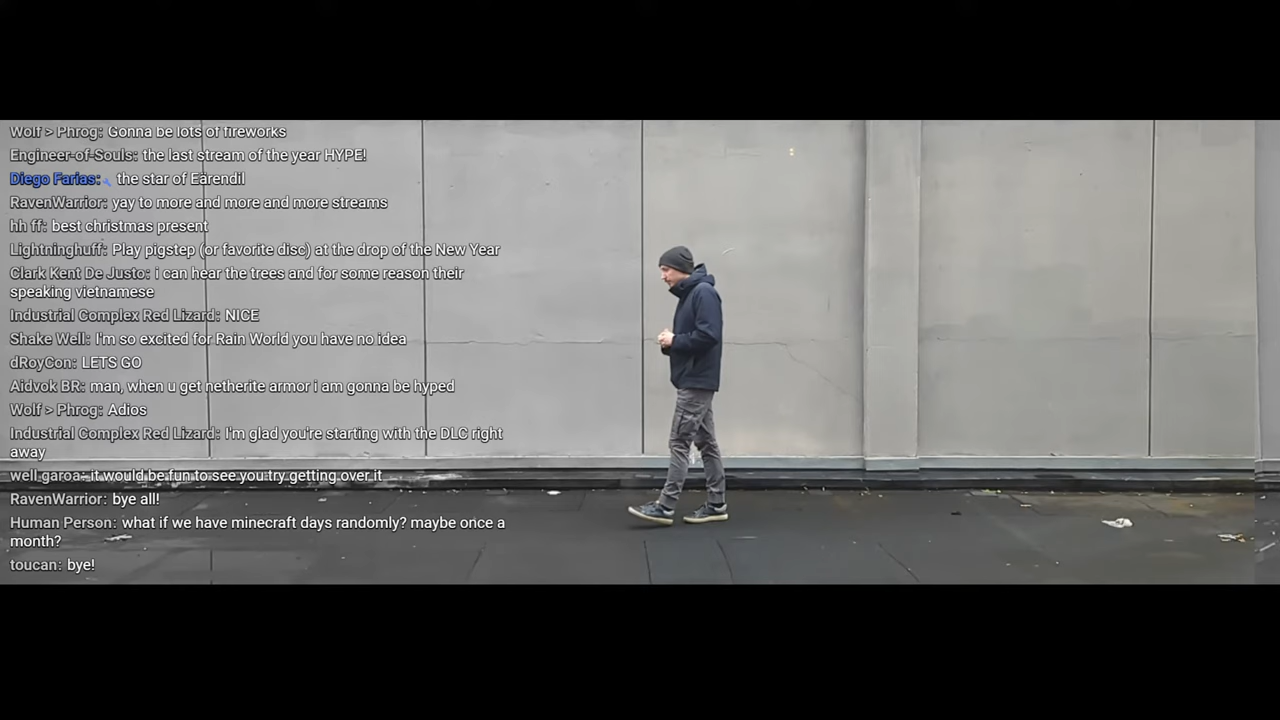 Wolf > Phrog: Gonna be lots of fireworks
Engineer-of-Souls: the last stream of the year HYPE!
Diego Farias: the star of Eärendil
RavenWarrior: yay to more and more and more streams
hh ff: best christmas present
Lightninghuff: Play pigstep (or favorite disc) at the drop of the New Year
Clark Kent De Justo: i can hear the trees and for some reason their
speaking vietnamese
Industrial Complex Red Lizard: NICE
Shake Well: I'm so excited for Rain World you have no idea
dRoyCon: LETS GO
Aidvok BR: man, when u get netherite armor i am gonna be hyped
Wolf > Phrog: Adios
Industrial Complex Red Lizard: I'm glad you're starting with the DLC right
away
well garoa: it would be fun to see you try getting over it
RavenWarrior: bye all!
Human Person: what if we have minecraft days randomly? maybe once a
month?
toucan: bye!